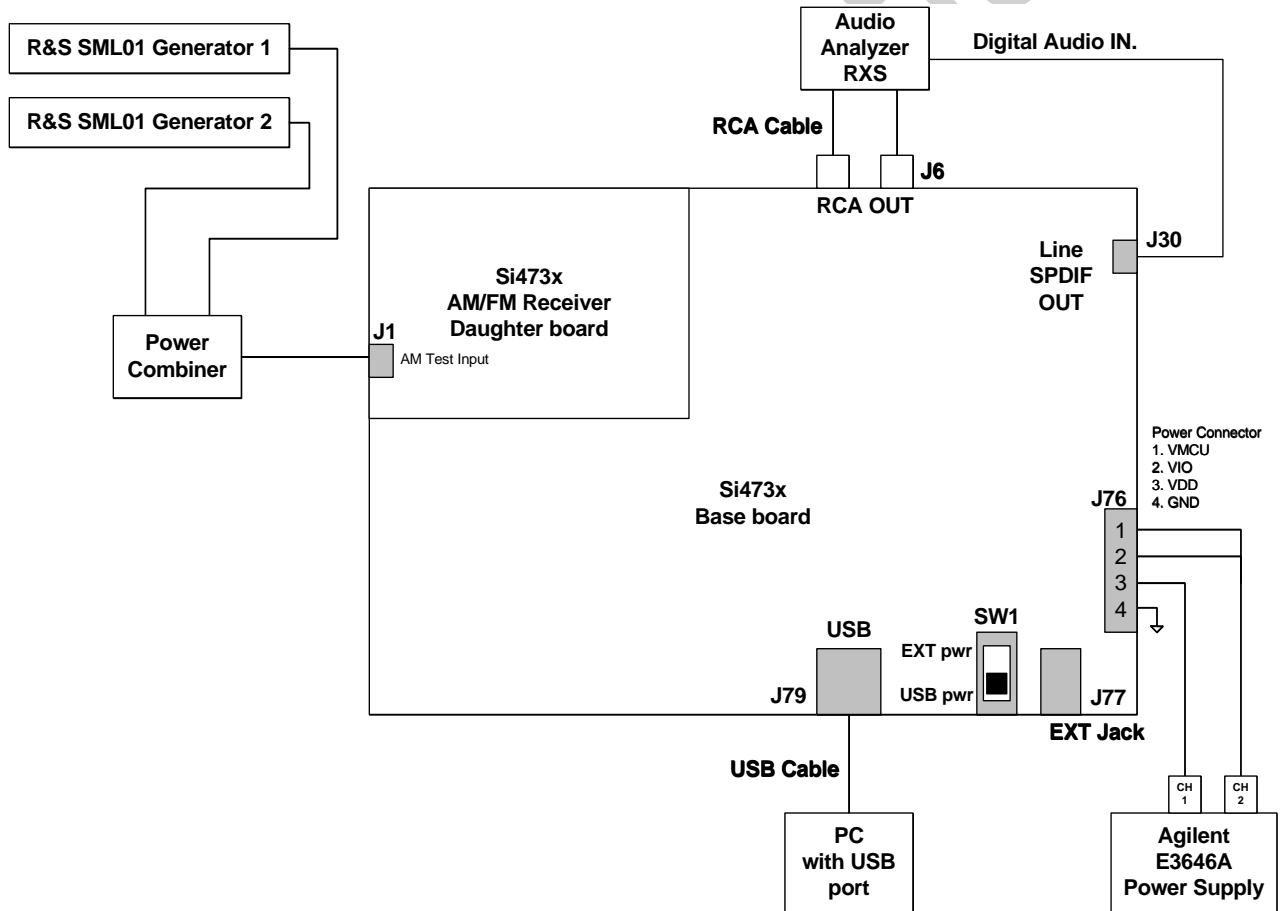 R&S SML01 Generator 1
R&S SML01 Generator 2
Audio
Analyzer
RXS
Digital Audio IN.
RCA Cable
J6
RCA OUT
J30
Line
SPDIF
OUT
Si473x
AM/FM Receiver
Daughter board
J1
AM Test Input
Power
Combiner
Power Connector
1. VMCU
2. VIO
3. VDD
4. GND
Si473x
Base board
J76
1
2
3
4
USB
SW1
EXT pwr
USB pwr
J79
J77
EXT Jack
USB Cable
CH
1
CH
2
PC
with USB
port
Agilent
E3646A
Power Supply